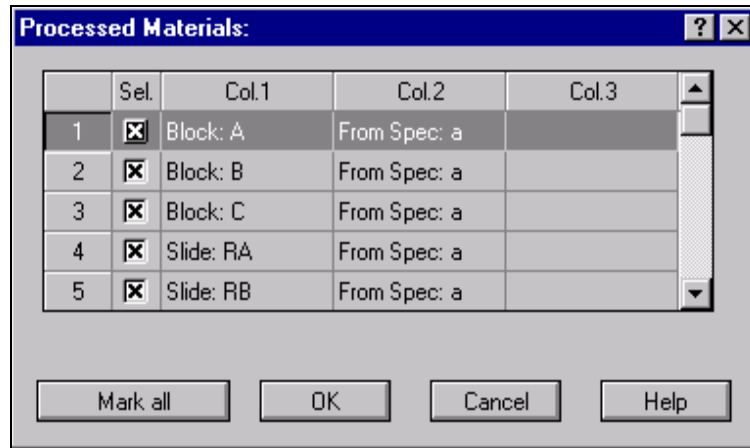 Processed Materials: ? X
Sel. Col.1 Col.2 Col.3
1 Block: A From Spec: a
2 Block: B From Spec: a
3 Block: C From Spec: a
4 Slide: RA From Spec: a
5 Slide: RB From Spec: a
Mark all OK Cancel Help